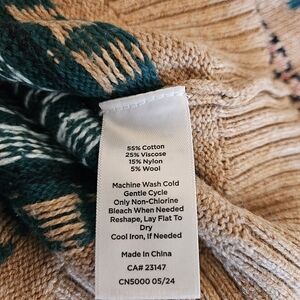 55% Cotton
25% Viscose
15% Nylon
5% Wool
Machine Wash Cold
Gentle Cycle
Only Non-Chlorine
Bleach When Needed
Reshape, Lay Flat To
Dry
Cool Iron, If Needed
Made In China
CA# 23147
CN5000 05/24